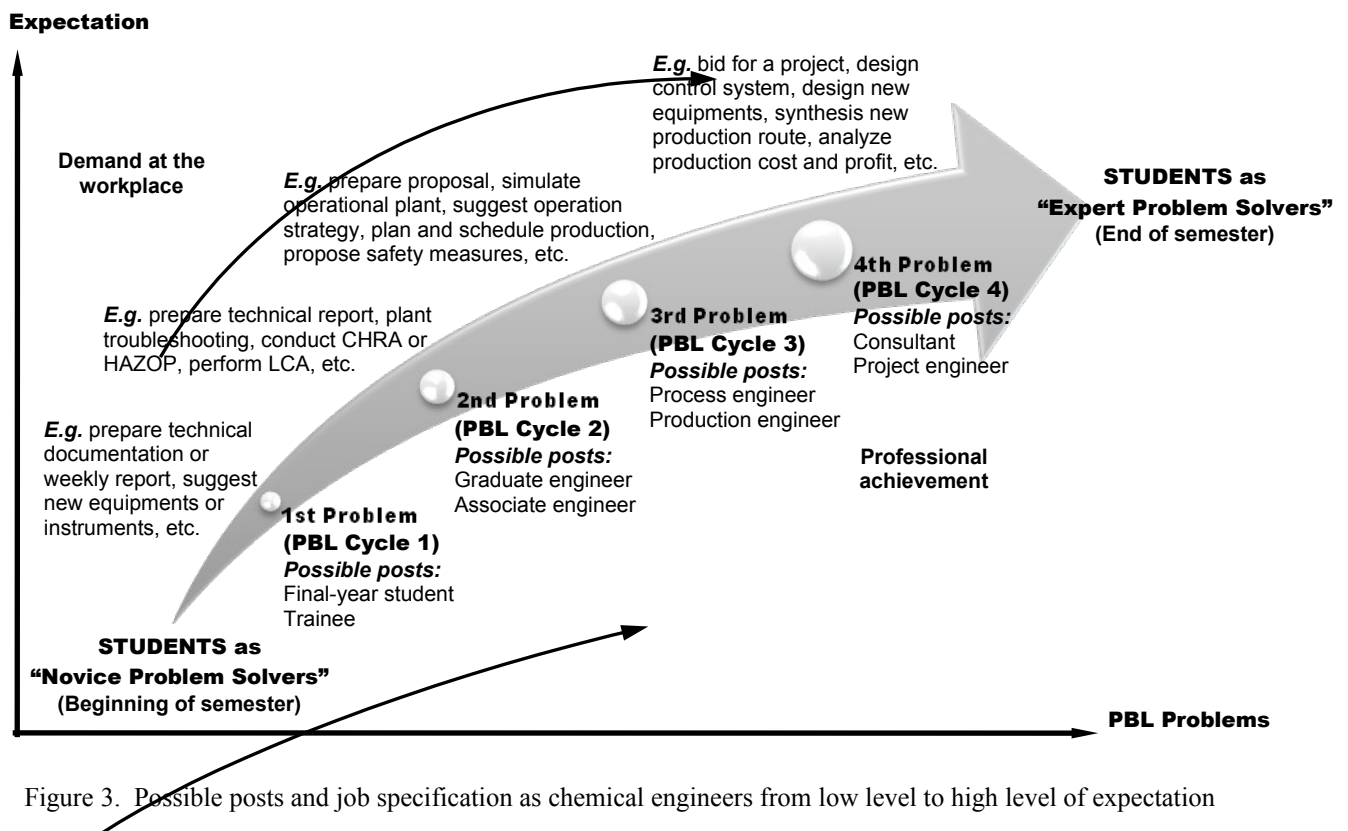 Expectation
E.g. bid for a project, design
control system, design new
equipments, synthesis new
production route, analyze
production cost and profit, etc.
Demand at the
workplace
E.g. prepare proposal, simulate
operational plant, suggest operation
strategy, plan and schedule production,
propose safety measures, etc.
STUDENTS as
“Expert Problem Solvers”
(End of semester)
4th Problem
(PBL Cycle 4)
Possible posts:
Consultant
Project engineer
E.g. prepare technical report, plant
troubleshooting, conduct CHRA or
HAZOP, perform LCA, etc.
3rd Problem
(PBL Cycle 3)
Possible posts:
Process engineer
Production engineer
2nd Problem
(PBL Cycle 2)
Possible posts:
Graduate engineer
Associate engineer
E.g. prepare technical
documentation or
weekly report, suggest
new equipments or
instruments, etc.
Professional
achievement
1st Problem
(PBL Cycle 1)
Possible posts:
Final-year student
Trainee
STUDENTS as
“Novice Problem Solvers”
(Beginning of semester)
PBL Problems
Figure 3. Possible posts and job specification as chemical engineers from low level to high level of expectation